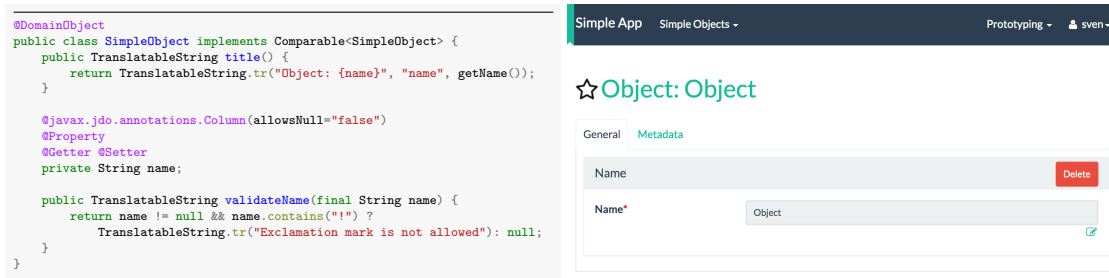 @DomainObject
public class SimpleObject implements Comparable<SimpleObject> {
    public TranslatableString title() {
        return TranslatableString.tr("Object: {name}", "name", getName());
    }

    @javax.jdo.annotations.Column(allowsNull="false")
    @Property
    @Getter @Setter
    private String name;

    public TranslatableString validateName(final String name) {
        return name != null && name.contains("!") ?
            TranslatableString.tr("Exclamation mark is not allowed"): null;
    }
}
Simple App Simple Objects Prototyping sven
Object: Object
General Metadata
Name Delete
Name* Object